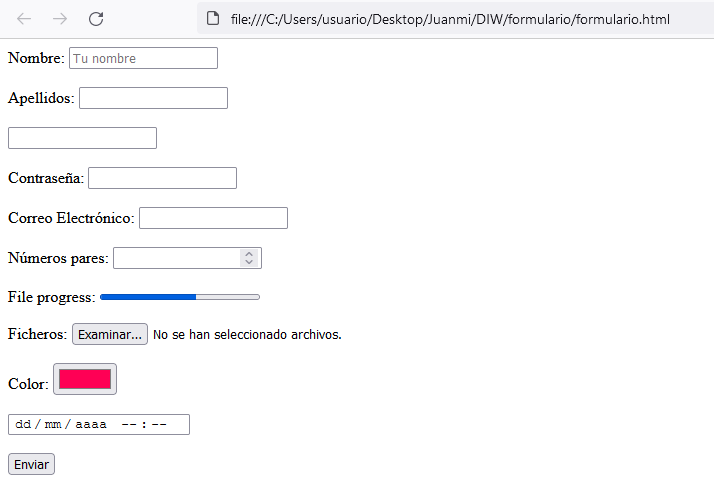 file:///C:/Users/usuario/Desktop/Juanmi/DIW/formulario/formulario.html
Nombre: Tu nombre
Apellidos:
Contraseña:
Correo Electrónico:
Números pares:
File progress:
Ficheros: Examinar... No se han seleccionado archivos.
Color:
dd/mm/aaaa --:--
Enviar